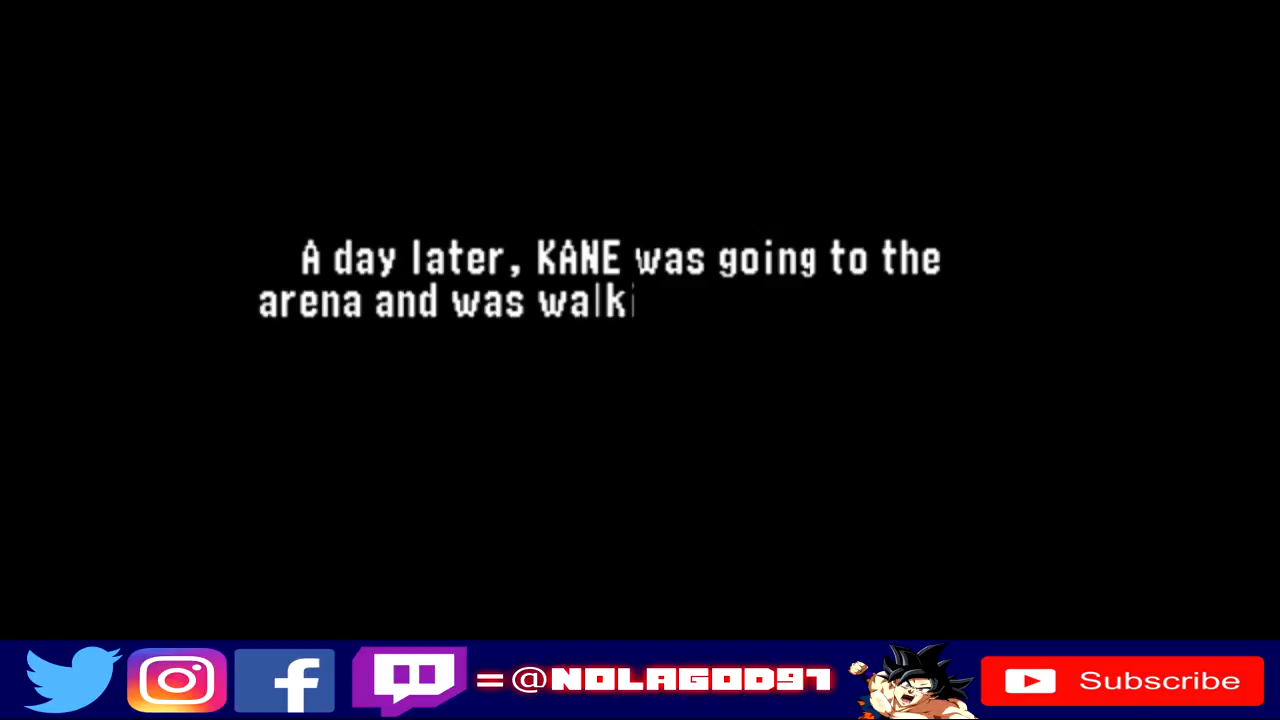 A day later, KANE was going to the
arena and was walki
= @NOLAGOD97
Subscribe